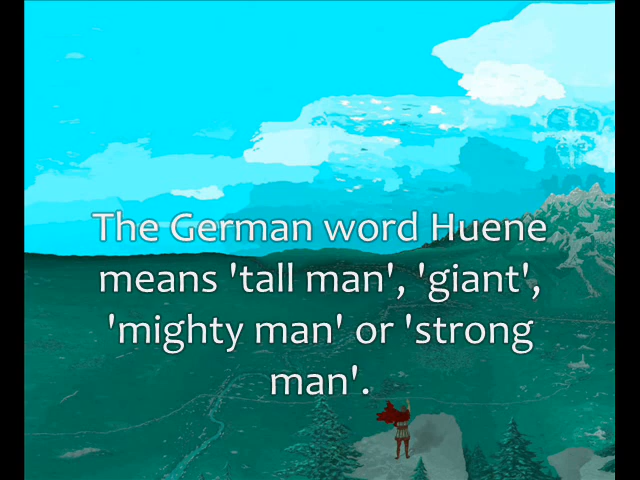 The German word Huene
means 'tall man', 'giant',
'mighty man' or 'strong
man'.